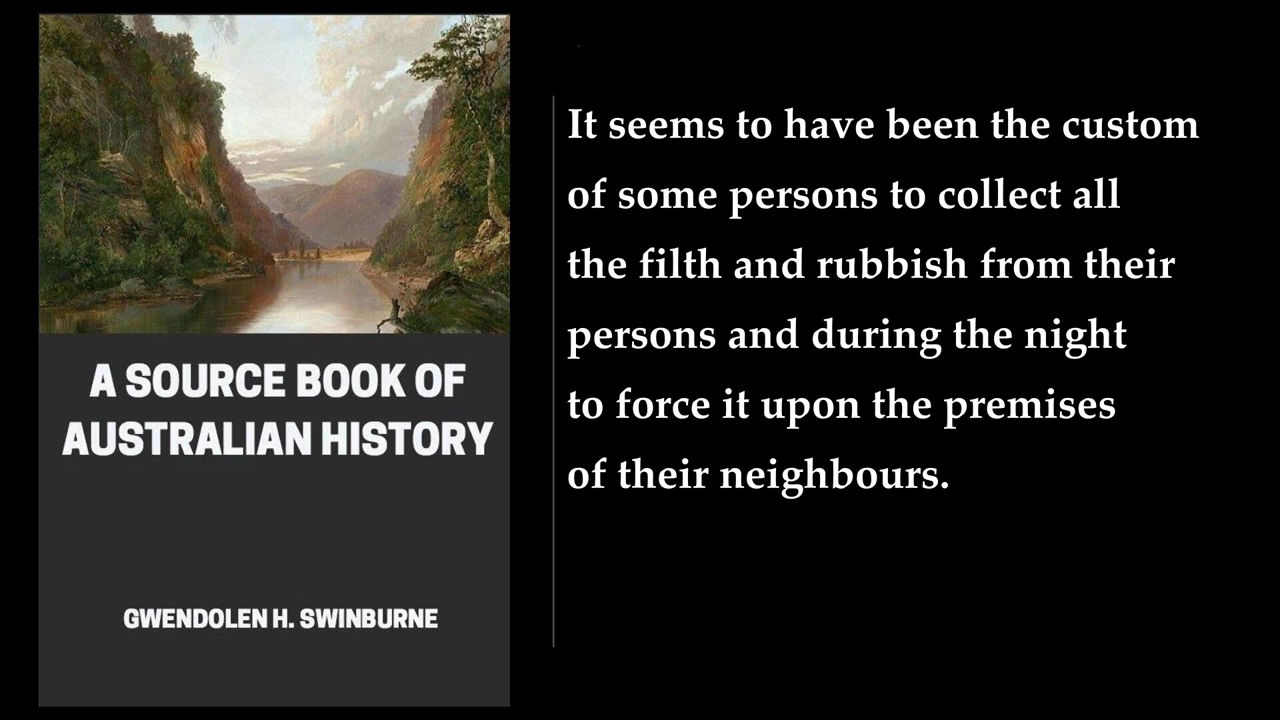 A SOURCE BOOK OF
AUSTRALIAN HISTORY
GWENDOLEN H. SWINBURNE
It seems to have been the custom
of some persons to collect all
the filth and rubbish from their
persons and during the night
to force it upon the premises
of their neighbours.